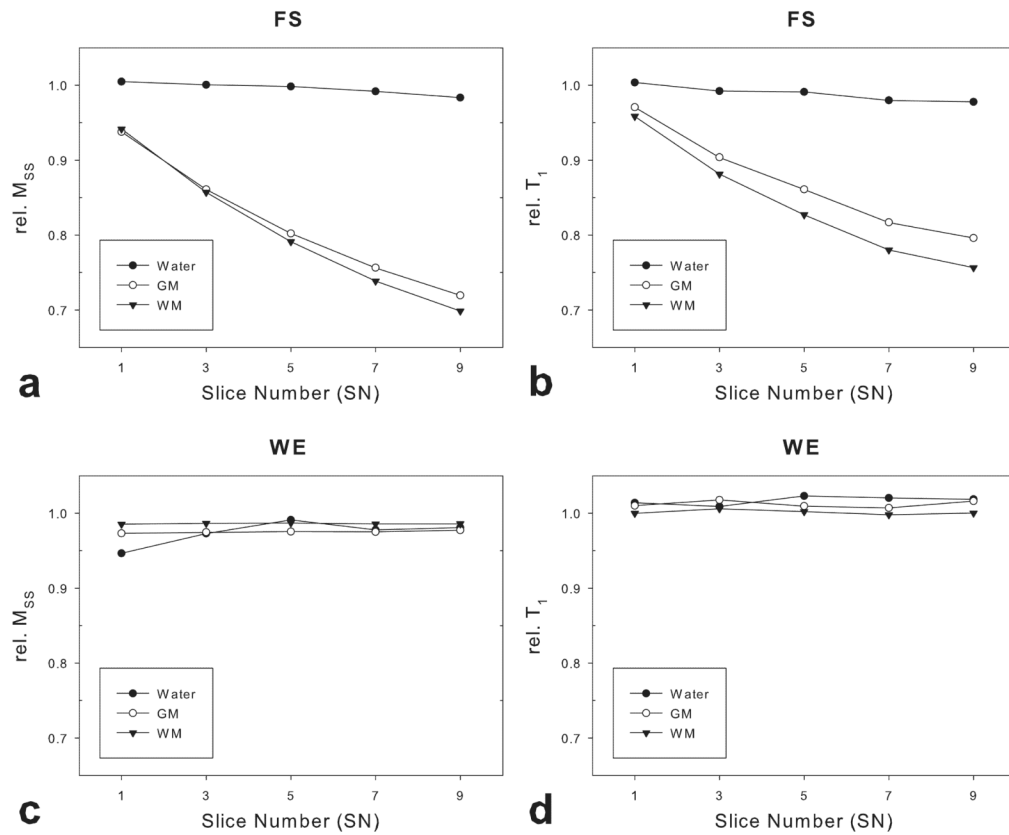 FS
rel. M_SS
1.0
0.9
0.8
0.7
Water
GM
WM
1 3 5 7 9
Slice Number (SN)
a
FS
rel. T_1
1.0
0.9
0.8
0.7
Water
GM
WM
1 3 5 7 9
Slice Number (SN)
b
WE
rel. M_SS
1.0
0.9
0.8
0.7
Water
GM
WM
1 3 5 7 9
Slice Number (SN)
c
WE
rel. T_1
1.0
0.9
0.8
0.7
Water
GM
WM
1 3 5 7 9
Slice Number (SN)
d